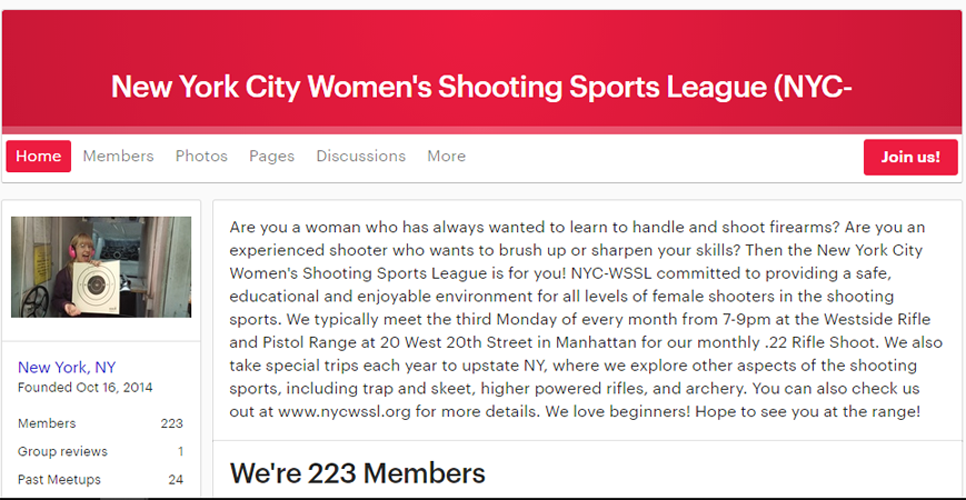 New York City Women's Shooting Sports League (NYC-
Home Members Photos Pages Discussions More Join us!
Are you a woman who has always wanted to learn to handle and shoot firearms? Are you an
experienced shooter who wants to brush up or sharpen your skills? Then the New York City
Women's Shooting Sports League is for you! NYC-WSSL committed to providing a safe,
educational and enjoyable environment for all levels of female shooters in the shooting
sports. We typically meet the third Monday of every month from 7-9pm at the Westside Rifle
and Pistol Range at 20 West 20th Street in Manhattan for our monthly .22 Rifle Shoot. We also
take special trips each year to upstate NY, where we explore other aspects of the shooting
sports, including trap and skeet, higher powered rifles, and archery. You can also check us
out at www.nycwssl.org for more details. We love beginners! Hope to see you at the range!
New York, NY
Founded Oct 16, 2014
Members 223
Group reviews 1
Past Meetups 24
We're 223 Members